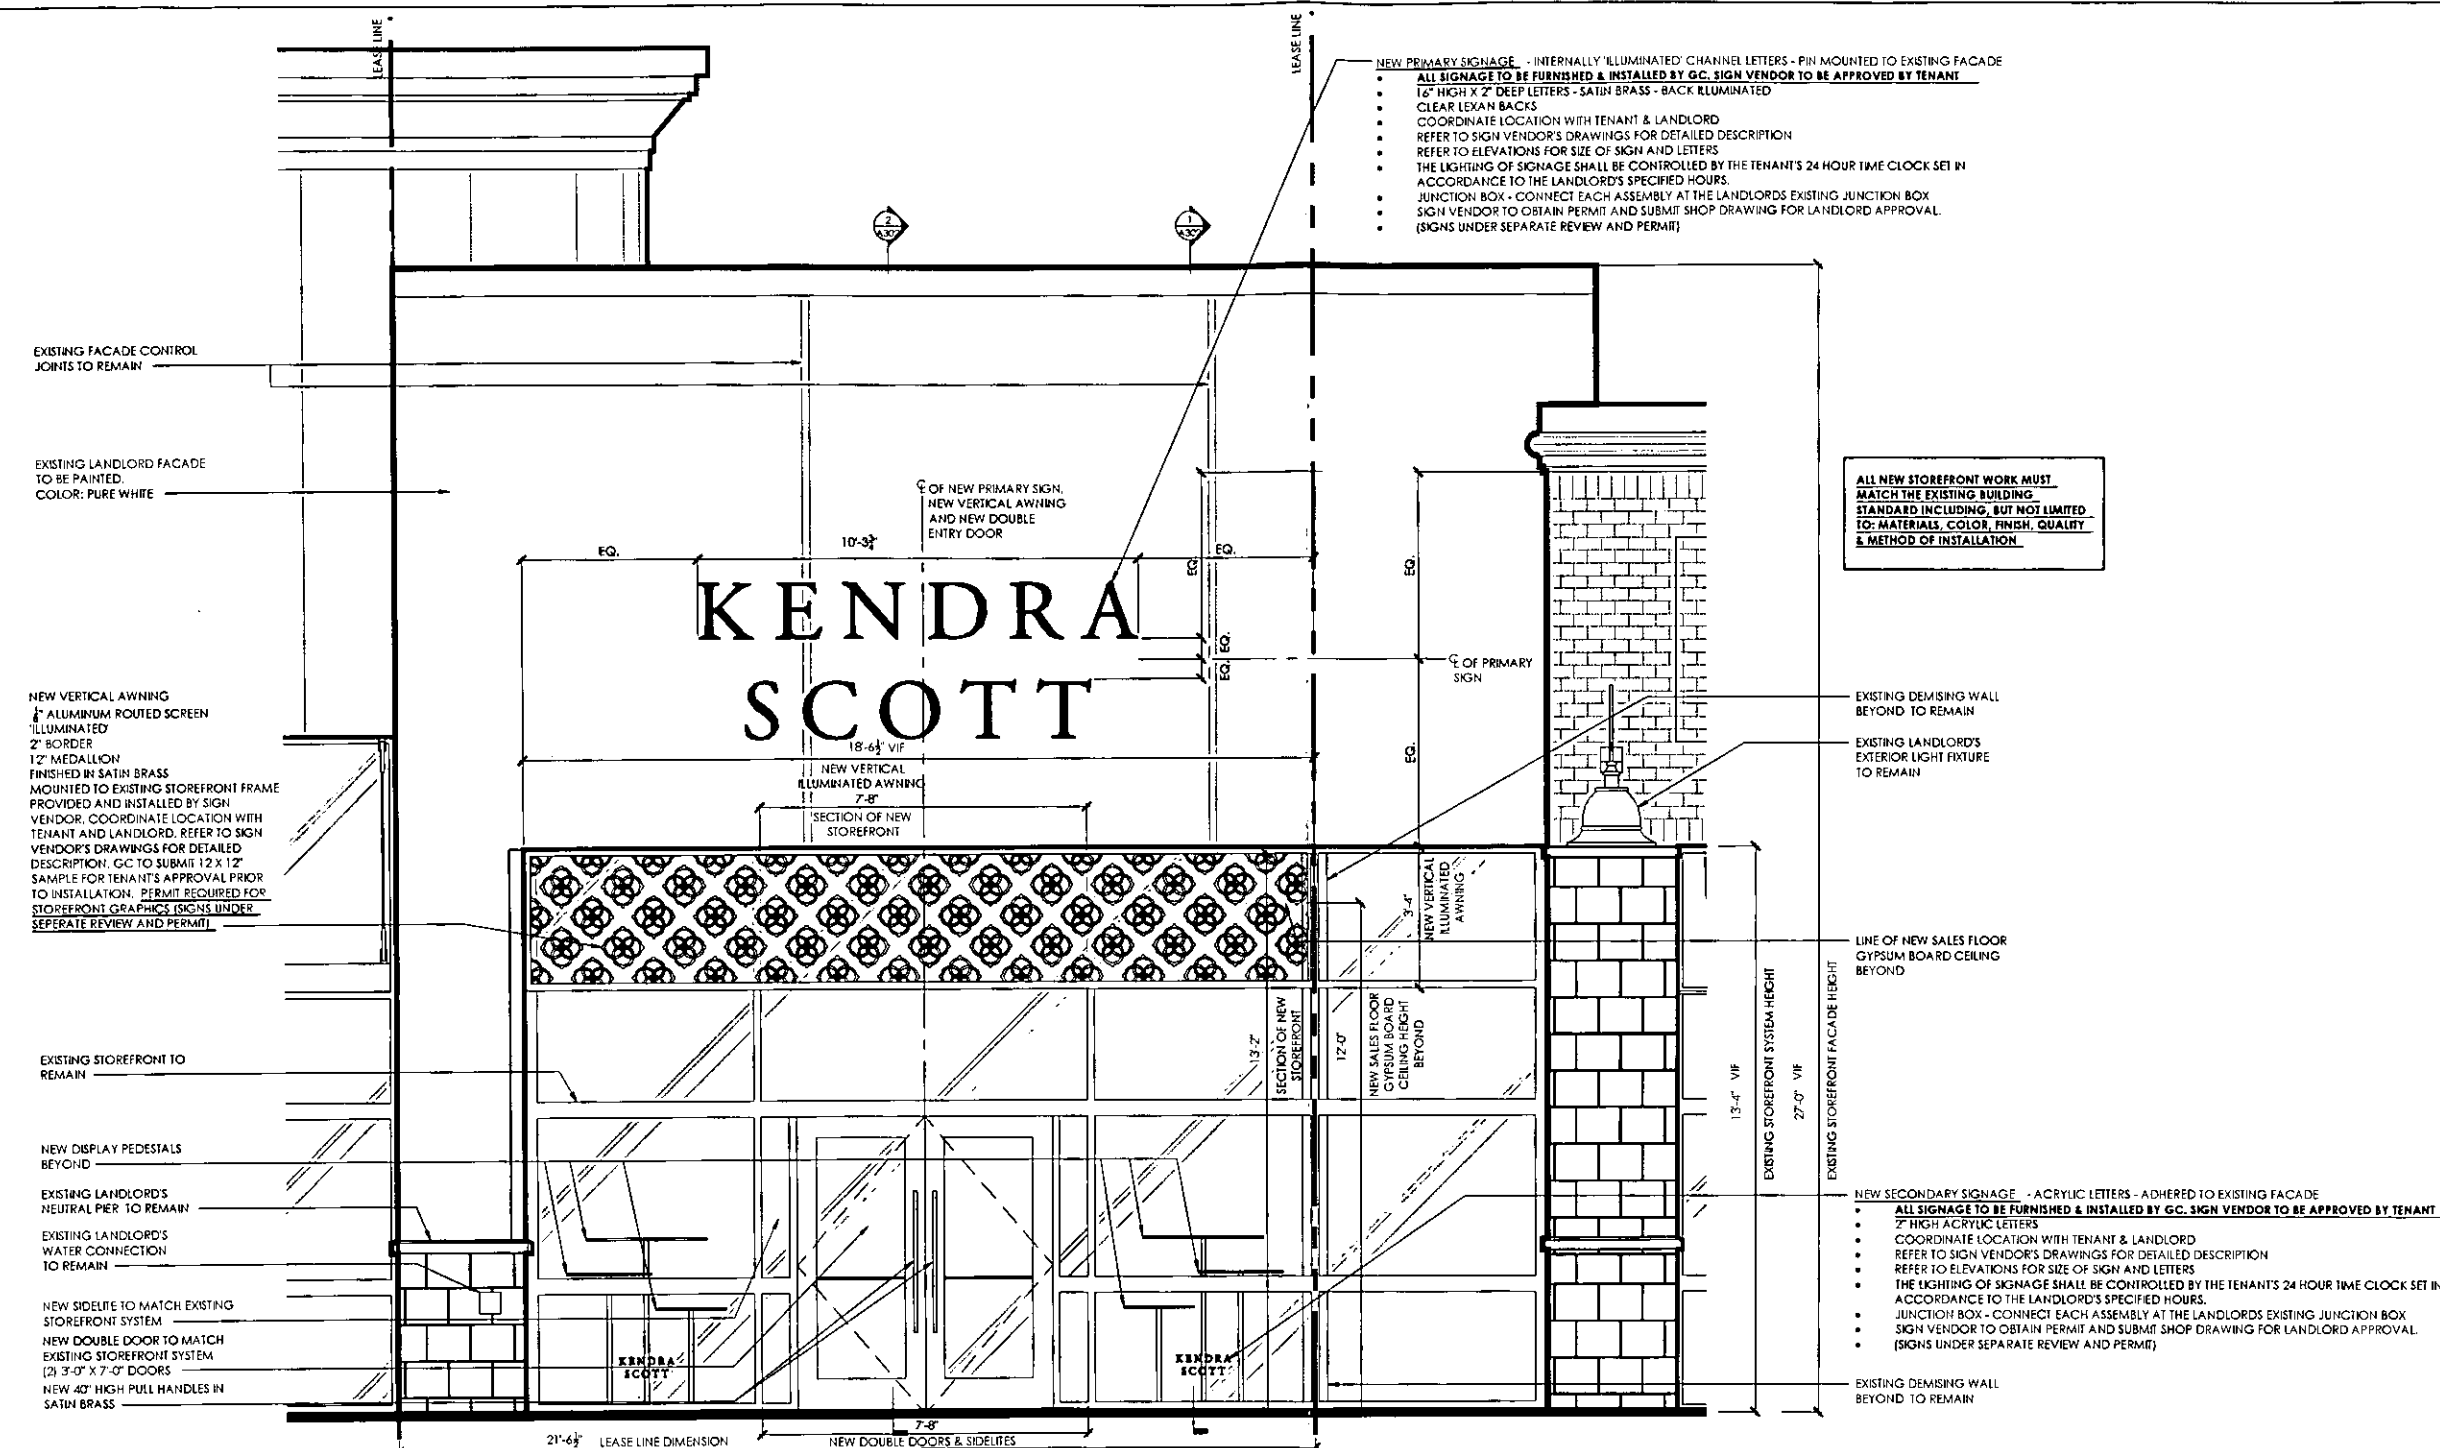 LEASE LINE
LEASE LINE
NEW PRIMARY SIGNAGE - INTERNALLY 'ILLUMINATED' CHANNEL LETTERS - PIN MOUNTED TO EXISTING FACADE
• ALL SIGNAGE TO BE FURNISHED & INSTALLED BY GC. SIGN VENDOR TO BE APPROVED BY TENANT
• 16" HIGH X 2" DEEP LETTERS - SATIN BRASS - BACK ILLUMINATED
• CLEAR LEXAN BACKS
• COORDINATE LOCATION WITH TENANT & LANDLORD
• REFER TO SIGN VENDOR'S DRAWINGS FOR DETAILED DESCRIPTION
• REFER TO ELEVATIONS FOR SIZE OF SIGN AND LETTERS
• THE LIGHTING OF SIGNAGE SHALL BE CONTROLLED BY THE TENANT'S 24 HOUR TIME CLOCK SET IN
ACCORDANCE TO THE LANDLORD'S SPECIFIED HOURS.
• JUNCTION BOX - CONNECT EACH ASSEMBLY AT THE LANDLORDS EXISTING JUNCTION BOX
• SIGN VENDOR TO OBTAIN PERMIT AND SUBMIT SHOP DRAWING FOR LANDLORD APPROVAL.
• (SIGNS UNDER SEPARATE REVIEW AND PERMIT)
2
1
EXISTING FACADE CONTROL
JOINTS TO REMAIN
EXISTING LANDLORD FACADE
TO BE PAINTED.
COLOR: PURE WHITE
℄ OF NEW PRIMARY SIGN,
NEW VERTICAL AWNING
AND NEW DOUBLE
ENTRY DOOR
ALL NEW STOREFRONT WORK MUST
MATCH THE EXISTING BUILDING
STANDARD INCLUDING, BUT NOT LIMITED
TO: MATERIALS, COLOR, FINISH, QUALITY
& METHOD OF INSTALLATION
EQ.
10'-3¾"
EQ.
EQ.
EQ.
KENDRA
SCOTT
EQ.
EQ.
℄ OF PRIMARY
SIGN
EQ.
18'-6½" VIF
NEW VERTICAL
ILLUMINATED AWNING
7'-8"
SECTION OF NEW
STOREFRONT
NEW VERTICAL AWNING
⅛" ALUMINUM ROUTED SCREEN
'ILLUMINATED'
2" BORDER
12" MEDALLION
FINISHED IN SATIN BRASS
MOUNTED TO EXISTING STOREFRONT FRAME
PROVIDED AND INSTALLED BY SIGN
VENDOR, COORDINATE LOCATION WITH
TENANT AND LANDLORD. REFER TO SIGN
VENDOR'S DRAWINGS FOR DETAILED
DESCRIPTION. GC TO SUBMIT 12 X 12"
SAMPLE FOR TENANT'S APPROVAL PRIOR
TO INSTALLATION. PERMIT REQUIRED FOR
STOREFRONT GRAPHICS (SIGNS UNDER
SEPERATE REVIEW AND PERMIT)
EXISTING DEMISING WALL
BEYOND TO REMAIN
EXISTING LANDLORD'S
EXTERIOR LIGHT FIXTURE
TO REMAIN
3'-4"
NEW VERTICAL
ILLUMINATED
AWNING
LINE OF NEW SALES FLOOR
GYPSUM BOARD CEILING
BEYOND
13'-2"
SECTION OF NEW
STOREFRONT
12'-0"
NEW SALES FLOOR
GYPSUM BOARD
CEILING HEIGHT
BEYOND
13'-4" VIF
EXISTING STOREFRONT SYSTEM HEIGHT
27'-0" VIF
EXISTING STOREFRONT FACADE HEIGHT
EXISTING STOREFRONT TO
REMAIN
NEW DISPLAY PEDESTALS
BEYOND
EXISTING LANDLORD'S
NEUTRAL PIER TO REMAIN
EXISTING LANDLORD'S
WATER CONNECTION
TO REMAIN
NEW SIDELITE TO MATCH EXISTING
STOREFRONT SYSTEM
NEW DOUBLE DOOR TO MATCH
EXISTING STOREFRONT SYSTEM
(2) 3'-0" X 7'-0" DOORS
NEW 40" HIGH PULL HANDLES IN
SATIN BRASS
KENDRA
SCOTT
KENDRA
SCOTT
NEW SECONDARY SIGNAGE - ACRYLIC LETTERS - ADHERED TO EXISTING FACADE
• ALL SIGNAGE TO BE FURNISHED & INSTALLED BY GC. SIGN VENDOR TO BE APPROVED BY TENANT
• 2" HIGH ACRYLIC LETTERS
• COORDINATE LOCATION WITH TENANT & LANDLORD
• REFER TO SIGN VENDOR'S DRAWINGS FOR DETAILED DESCRIPTION
• REFER TO ELEVATIONS FOR SIZE OF SIGN AND LETTERS
• THE LIGHTING OF SIGNAGE SHALL BE CONTROLLED BY THE TENANT'S 24 HOUR TIME CLOCK SET IN
ACCORDANCE TO THE LANDLORD'S SPECIFIED HOURS.
• JUNCTION BOX - CONNECT EACH ASSEMBLY AT THE LANDLORDS EXISTING JUNCTION BOX
• SIGN VENDOR TO OBTAIN PERMIT AND SUBMIT SHOP DRAWING FOR LANDLORD APPROVAL.
• (SIGNS UNDER SEPARATE REVIEW AND PERMIT)
EXISTING DEMISING WALL
BEYOND TO REMAIN
7'-8"
NEW DOUBLE DOORS & SIDELITES
21'-6½" LEASE LINE DIMENSION